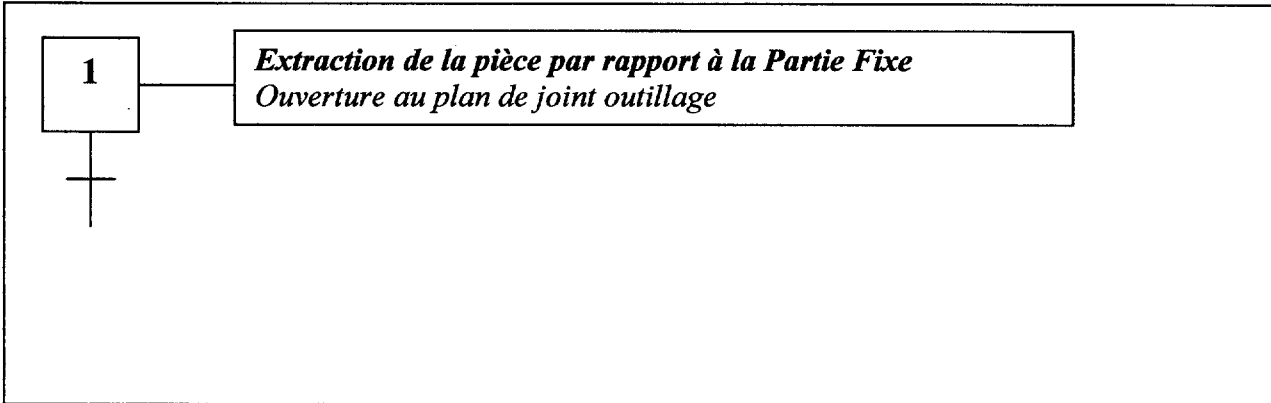 1
Extraction de la pièce par rapport à la Partie Fixe
Ouverture au plan de joint outillage